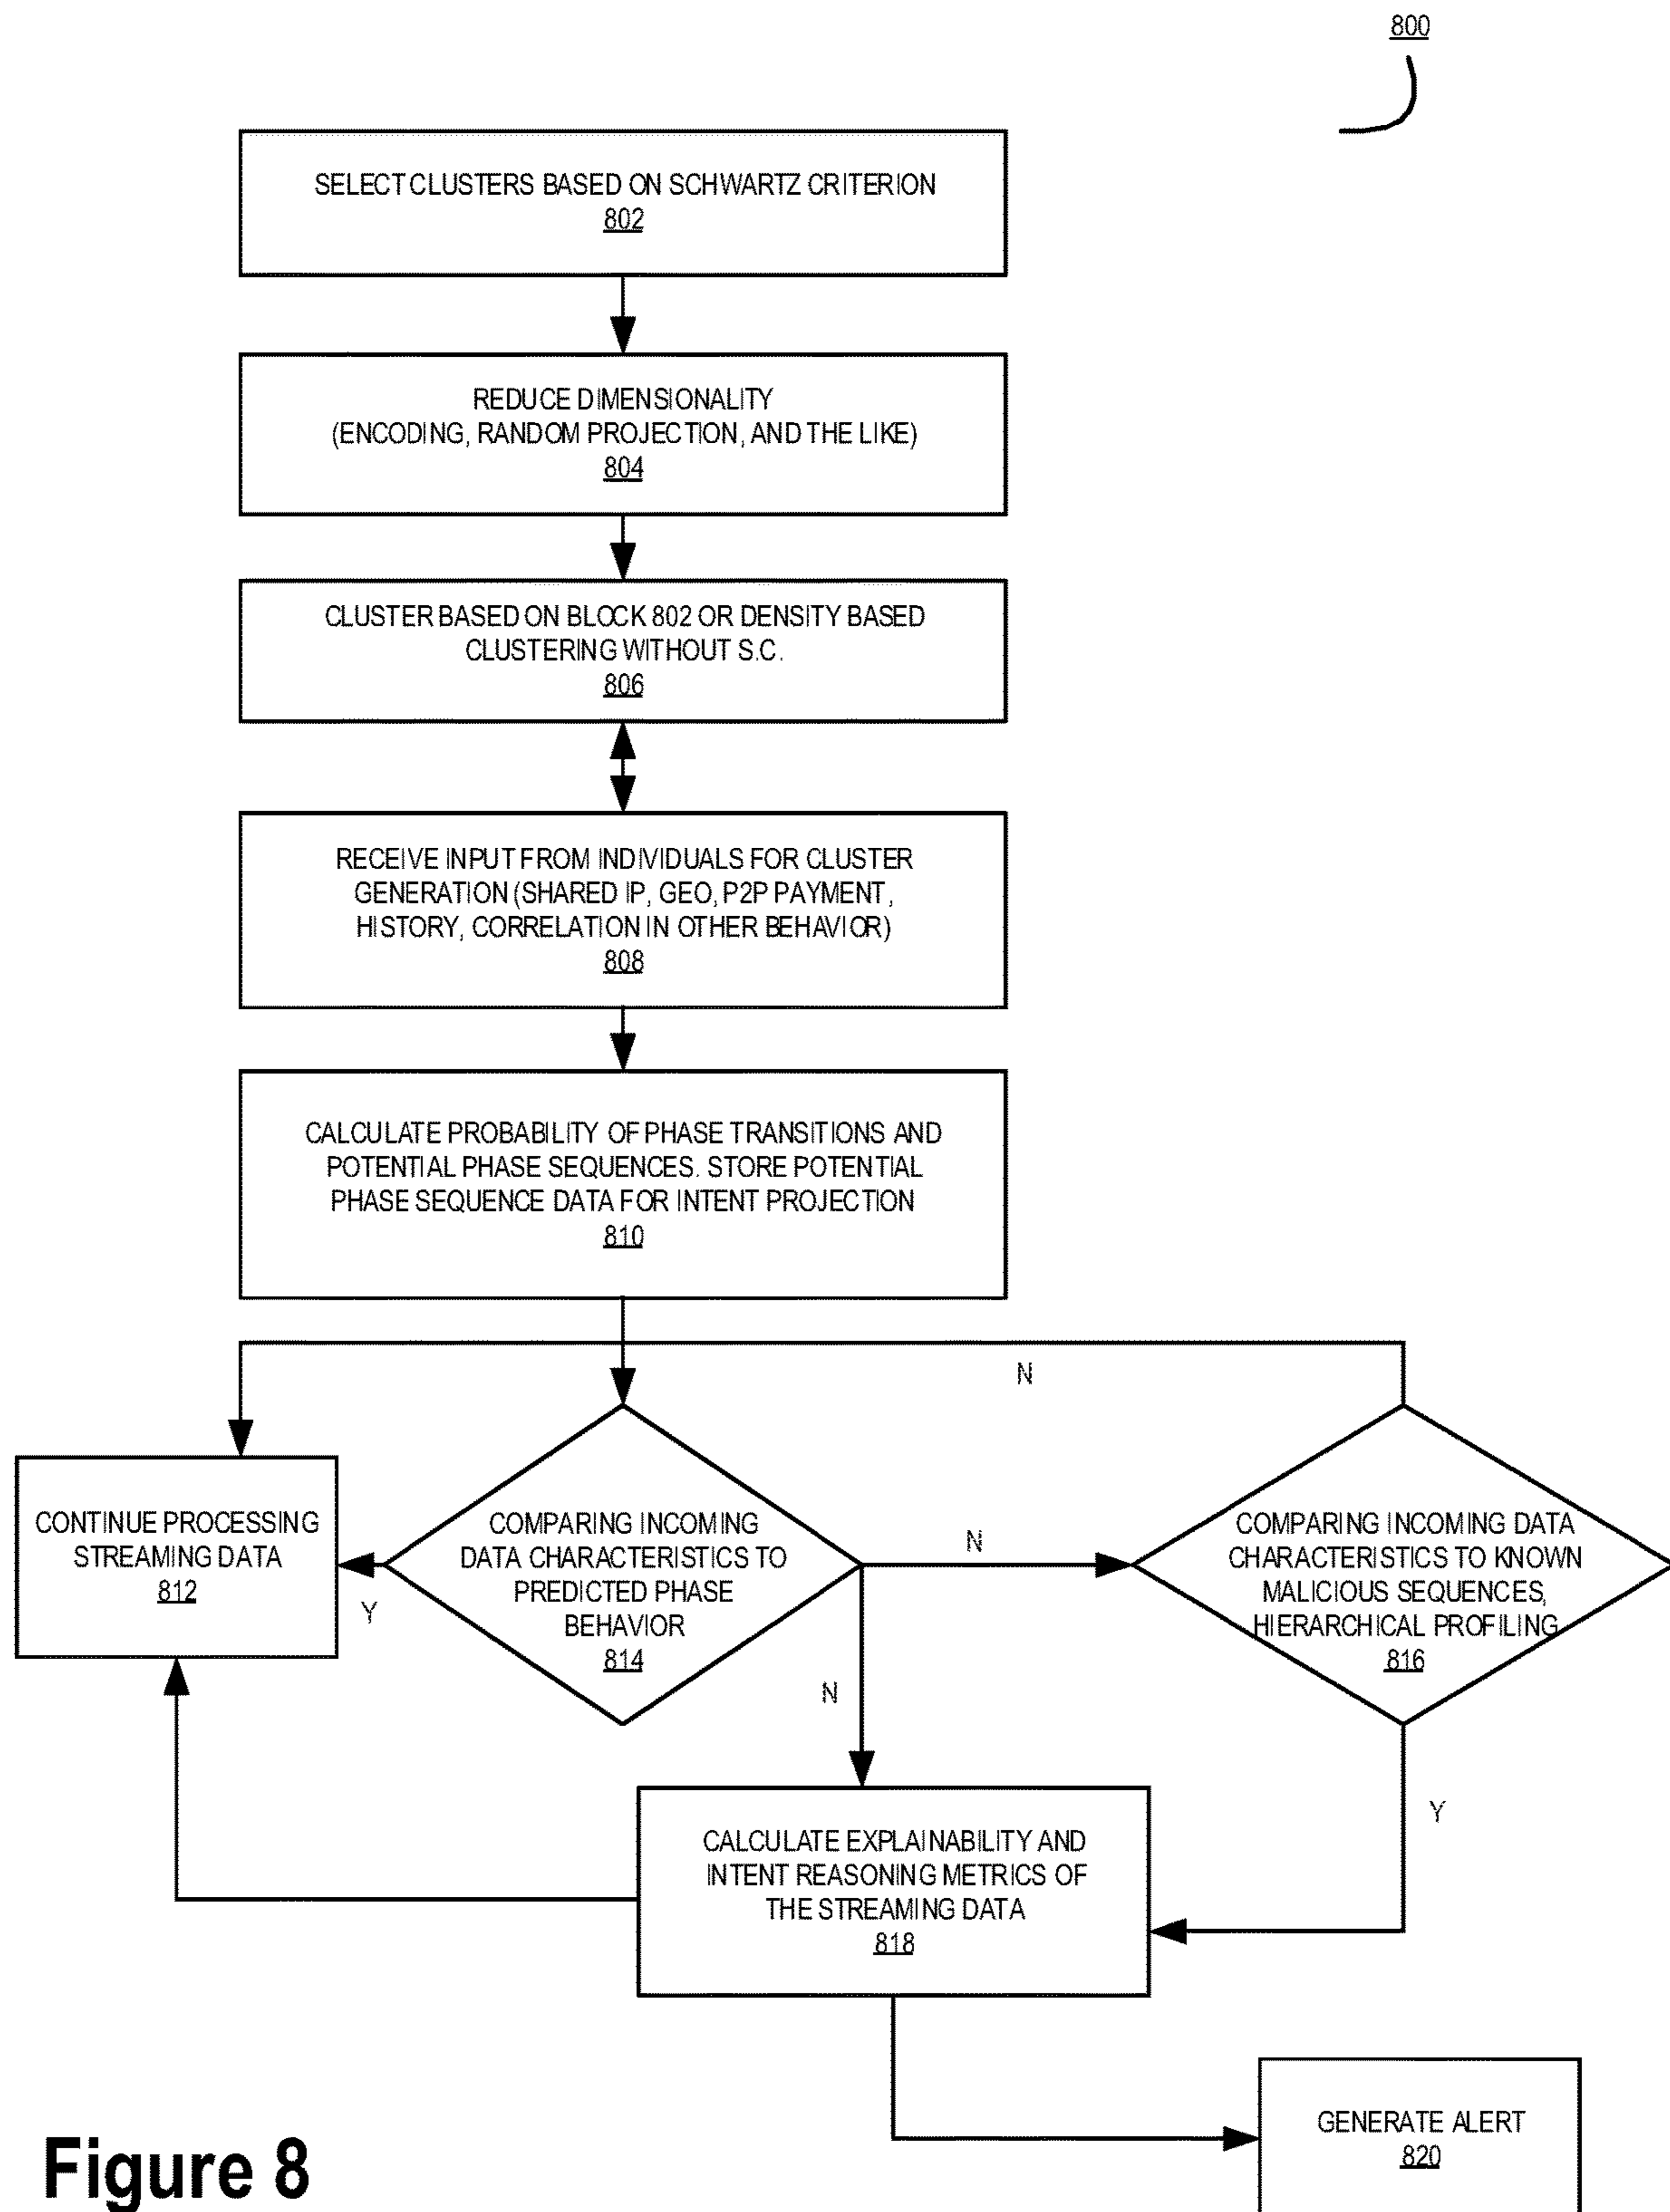 800
SELECT CLUSTERS BASED ON SCHWARTZ CRITERION
802
REDUCE DIMENSIONALITY
(ENCODING, RANDOM PROJECTION, AND THE LIKE)
804
CLUSTER BASED ON BLOCK 802 OR DENSITY BASED
CLUSTERING WITHOUT S.C.
806
RECEIVE INPUT FROM INDIVIDUALS FOR CLUSTER
GENERATION (SHARED IP, GEO, P2P PAYMENT,
HISTORY, CORRELATION IN OTHER BEHAVIOR)
808
CALCULATE PROBABILITY OF PHASE TRANSITIONS AND
POTENTIAL PHASE SEQUENCES. STORE POTENTIAL
PHASE SEQUENCE DATA FOR INTENT PROJECTION
810
N
CONTINUE PROCESSING
STREAMING DATA
812
Y
COMPARING INCOMING
DATA CHARACTERISTICS TO
PREDICTED PHASE
BEHAVIOR
814
N
COMPARING INCOMING DATA
CHARACTERISTICS TO KNOWN
MALICIOUS SEQUENCES,
HIERARCHICAL PROFILING
816
N
Y
CALCULATE EXPLAINABILITY AND
INTENT REASONING METRICS OF
THE STREAMING DATA
818
GENERATE ALERT
820
Figure 8